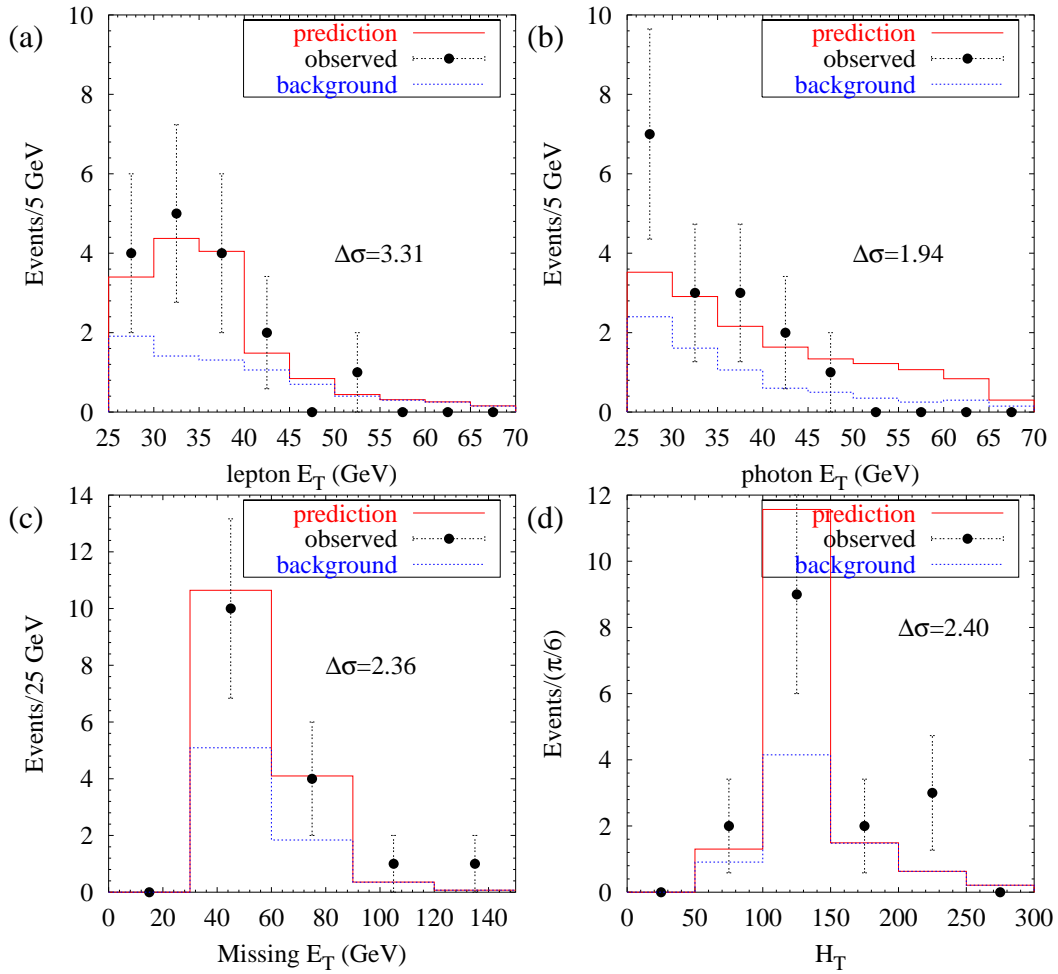 (a)
prediction
observed
background
Δσ=3.31
Events/5 GeV
0
2
4
6
8
10
25 30 35 40 45 50 55 60 65 70
lepton E_T (GeV)
(b)
prediction
observed
background
Δσ=1.94
Events/5 GeV
0
2
4
6
8
10
25 30 35 40 45 50 55 60 65 70
photon E_T (GeV)
(c)
prediction
observed
background
Δσ=2.36
Events/25 GeV
0
2
4
6
8
10
12
14
0 20 40 60 80 100 120 140
Missing E_T (GeV)
(d)
prediction
observed
background
Δσ=2.40
Events/(π/6)
0
2
4
6
8
10
12
0 50 100 150 200 250 300
H_T